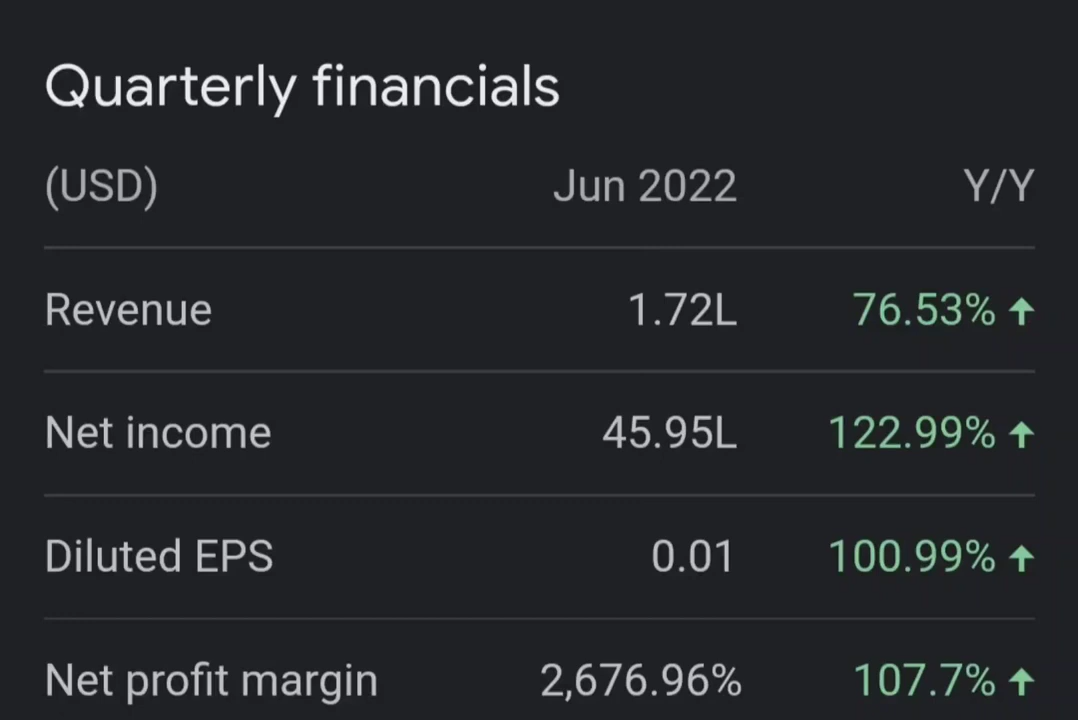 Quarterly financials
(USD) Jun 2022 Y/Y
Revenue 1.72L 76.53% ↑
Net income 45.95L 122.99% ↑
Diluted EPS 0.01 100.99% ↑
Net profit margin 2,676.96% 107.7% ↑